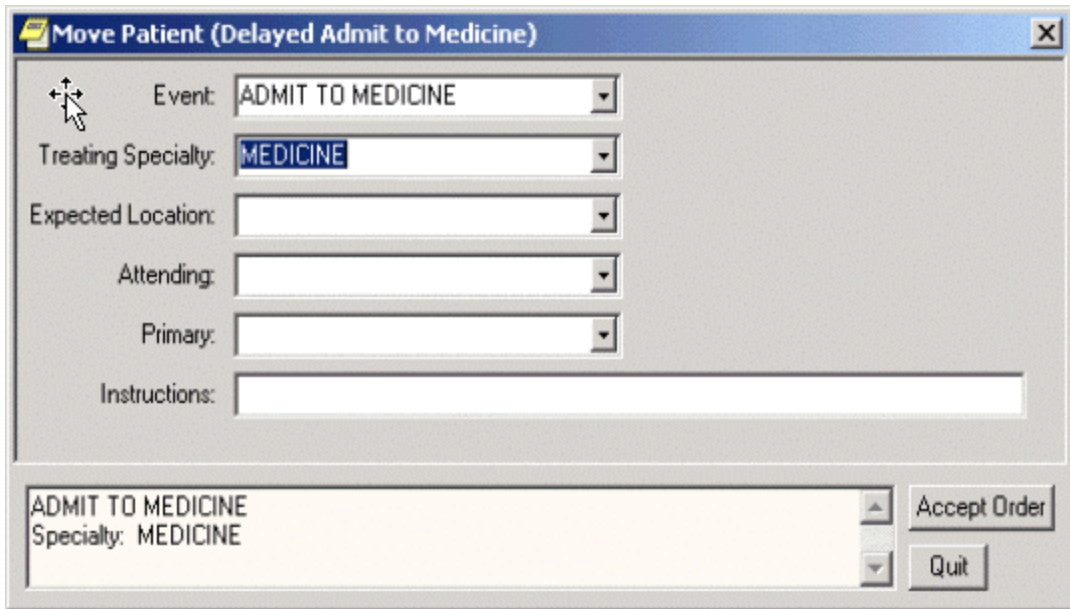 Move Patient (Delayed Admit to Medicine)
Event: ADMIT TO MEDICINE
Treating Specialty: MEDICINE
Expected Location:
Attending:
Primary:
Instructions:
ADMIT TO MEDICINE
Specialty: MEDICINE
Accept Order
Quit